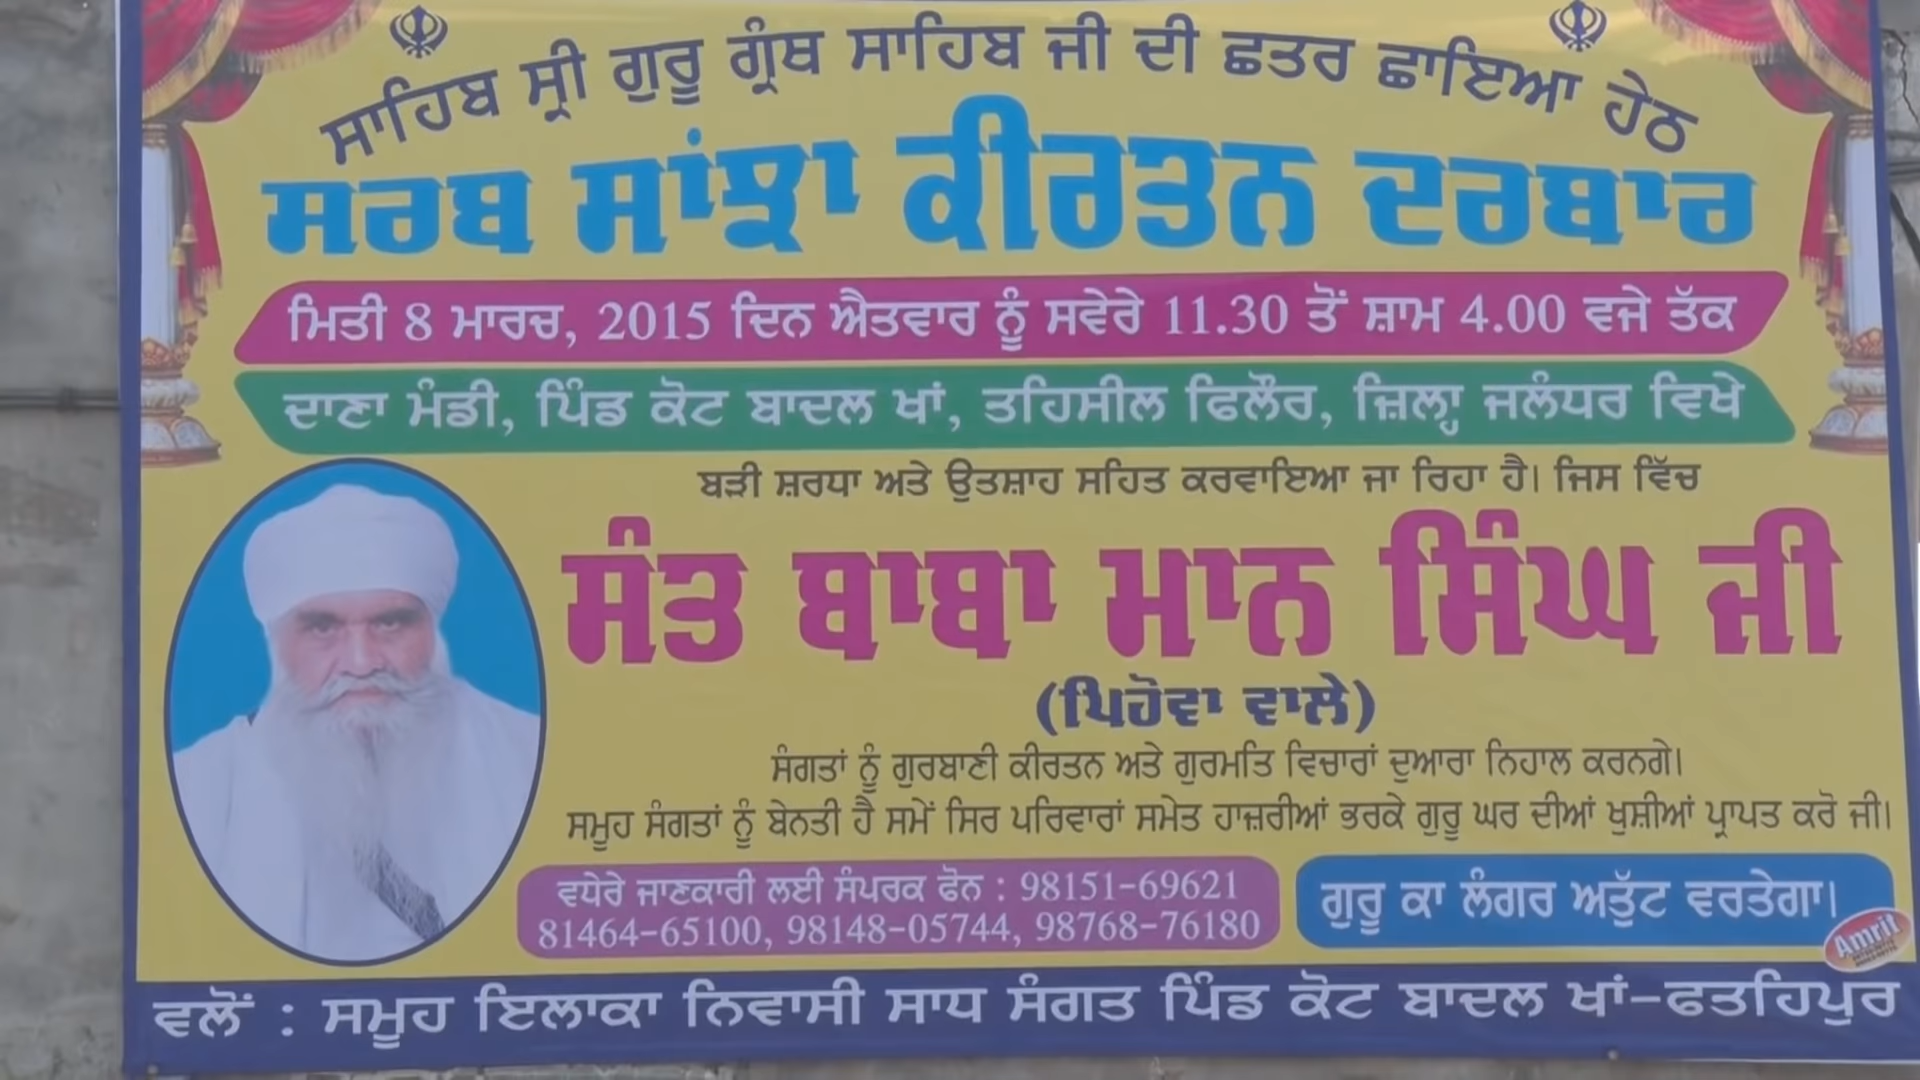 ਸਾਹਿਬ ਸ੍ਰੀ ਗੁਰੂ ਗ੍ਰੰਥ ਸਾਹਿਬ ਜੀ ਦੀ ਛਤਰ ਛਾਇਆ ਹੇਠ
ਸਰਬ ਸਾਂਝਾ ਕੀਰਤਨ ਦਰਬਾਰ
ਮਿਤੀ 8 ਮਾਰਚ, 2015 ਦਿਨ ਐਤਵਾਰ ਨੂੰ ਸਵੇਰੇ 11.30 ਤੋਂ ਸ਼ਾਮ 4.00 ਵਜੇ ਤੱਕ
ਦਾਣਾ ਮੰਡੀ, ਪਿੰਡ ਕੋਟ ਬਾਦਲ ਖਾਂ, ਤਹਿਸੀਲ ਫਿਲੌਰ, ਜ਼ਿਲ੍ਹਾ ਜਲੰਧਰ ਵਿਖੇ
ਬੜੀ ਸ਼ਰਧਾ ਅਤੇ ਉਤਸ਼ਾਹ ਸਹਿਤ ਕਰਵਾਇਆ ਜਾ ਰਿਹਾ ਹੈ। ਜਿਸ ਵਿੱਚ
ਸੰਤ ਬਾਬਾ ਮਾਨ ਸਿੰਘ ਜੀ
(ਪਿਹੋਵਾ ਵਾਲੇ)
ਸੰਗਤਾਂ ਨੂੰ ਗੁਰਬਾਣੀ ਕੀਰਤਨ ਅਤੇ ਗੁਰਮਤਿ ਵਿਚਾਰਾਂ ਦੁਆਰਾ ਨਿਹਾਲ ਕਰਨਗੇ।
ਸਮੂਹ ਸੰਗਤਾਂ ਨੂੰ ਬੇਨਤੀ ਹੈ ਸਮੇਂ ਸਿਰ ਪਰਿਵਾਰਾਂ ਸਮੇਤ ਹਾਜ਼ਰੀਆਂ ਭਰਕੇ ਗੁਰੂ ਘਰ ਦੀਆਂ ਖੁਸ਼ੀਆਂ ਪ੍ਰਾਪਤ ਕਰੋ ਜੀ।
ਵਧੇਰੇ ਜਾਣਕਾਰੀ ਲਈ ਸੰਪਰਕ ਫੋਨ : 98151-69621
81464-65100, 98148-05744, 98768-76180
ਗੁਰੂ ਕਾ ਲੰਗਰ ਅਤੁੱਟ ਵਰਤੇਗਾ।
Amrit
ਵਲੋਂ : ਸਮੂਹ ਇਲਾਕਾ ਨਿਵਾਸੀ ਸਾਧ ਸੰਗਤ ਪਿੰਡ ਕੋਟ ਬਾਦਲ ਖਾਂ-ਫਤਹਿਪੁਰ